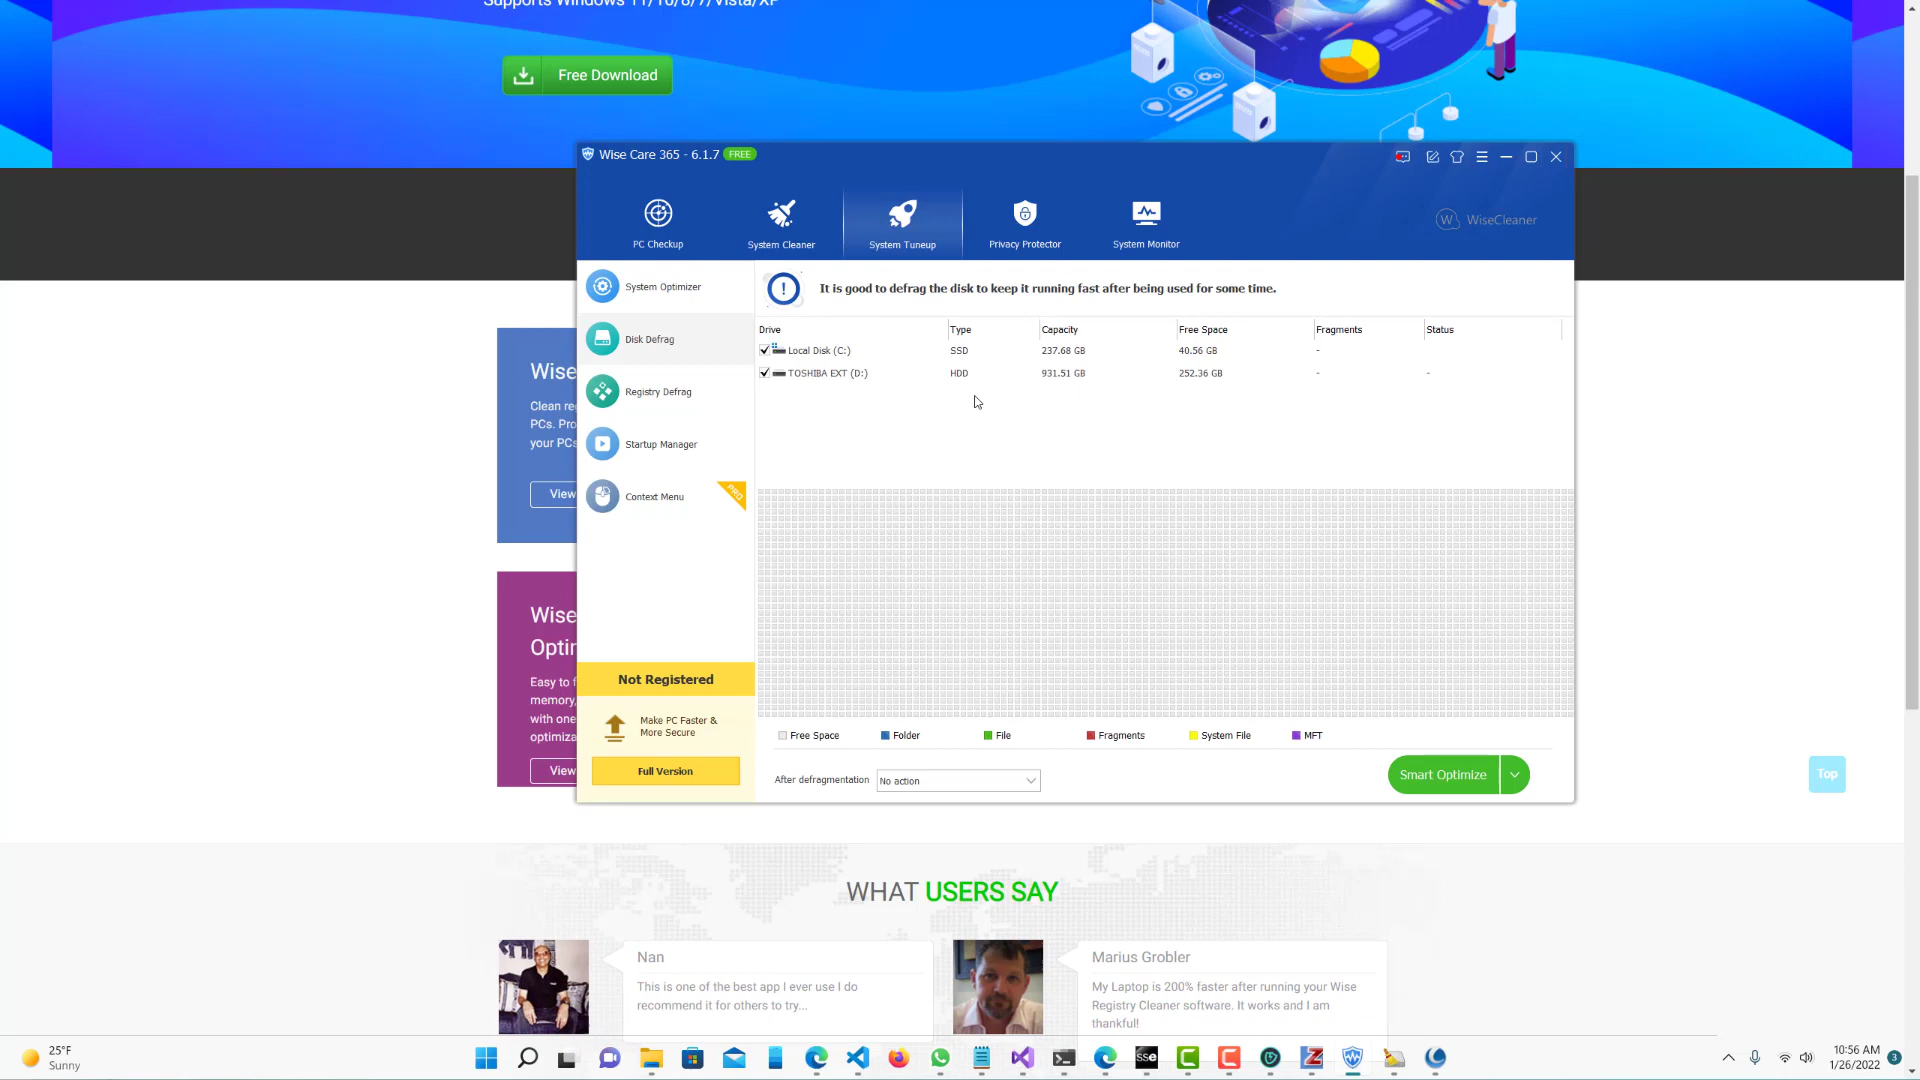 Supports Windows 11/10/8/7/Vista/XP
Free Download
Wise Care 365 - 6.1.7 FREE
PC Checkup
System Cleaner
System Tuneup
Privacy Protector
System Monitor
W WiseCleaner
System Optimizer
Disk Defrag
Registry Defrag
Startup Manager
Context Menu
PRO
It is good to defrag the disk to keep it running fast after being used for some time.
Drive Type Capacity Free Space Fragments Status
Local Disk (C:) SSD 237.68 GB 40.56 GB -
TOSHIBA EXT (D:) HDD 931.51 GB 252.36 GB - -
Free Space Folder File Fragments System File MFT
After defragmentation No action
Smart Optimize
Not Registered
Make PC Faster &
More Secure
Full Version
Wise
Clean re
PCs. Pro
your PCs
View
Wise
Optir
Easy to f
memory,
with one
optimiza
View
Top
WHAT USERS SAY
Nan
This is one of the best app I ever use I do
recommend it for others to try...
Marius Grobler
My Laptop is 200% faster after running your Wise
Registry Cleaner software. It works and I am
thankful!
25°F
Sunny
SSe
10:56 AM
1/26/2022
3